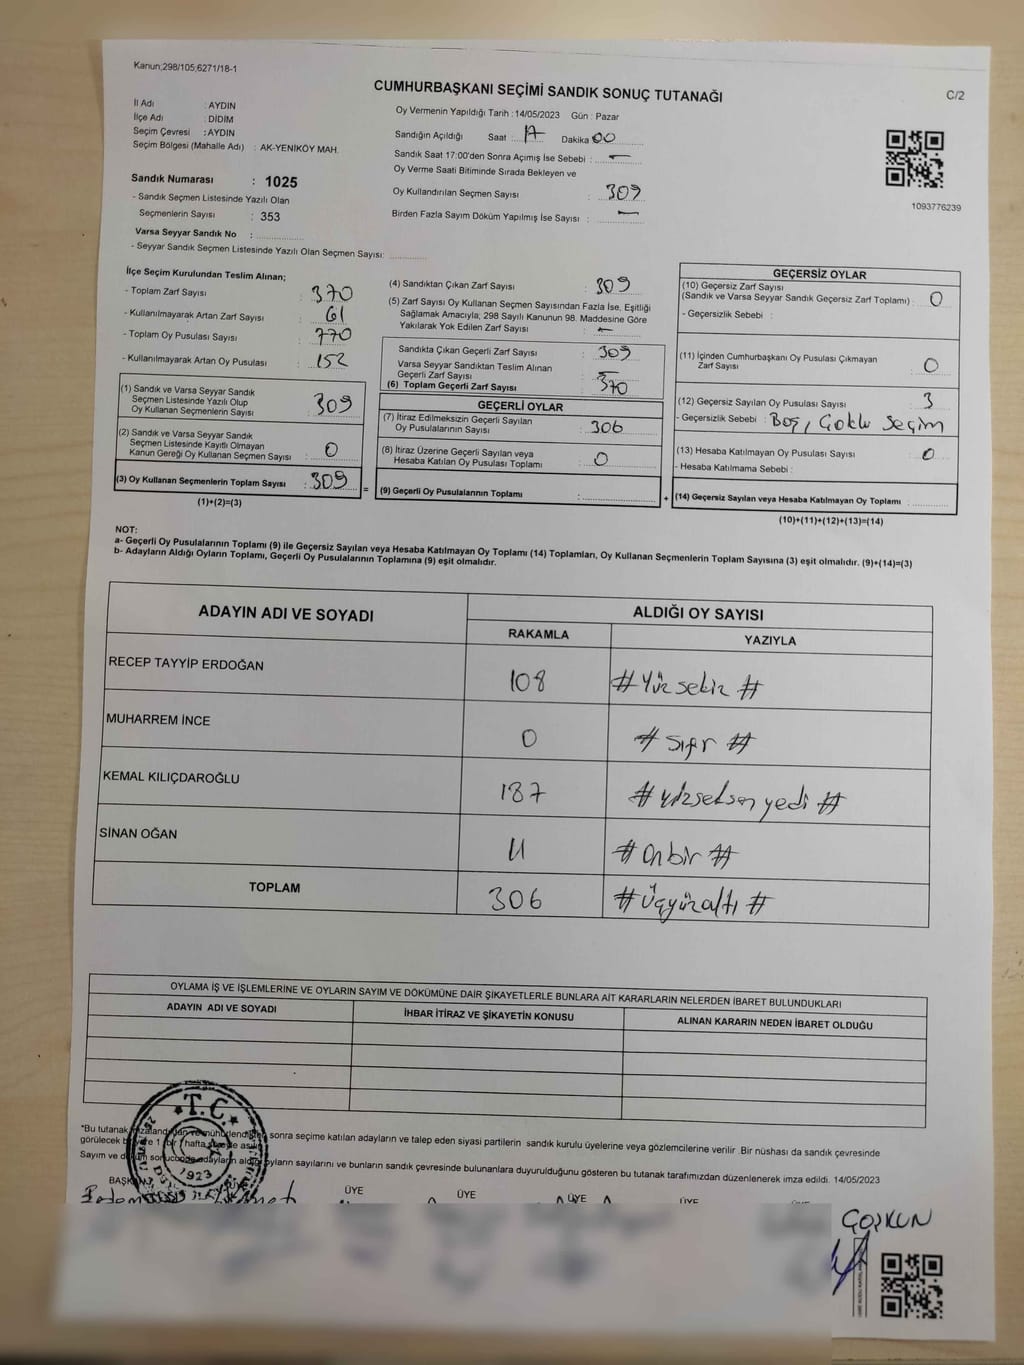 Kanun;298/105;6271/18-1
CUMHURBAŞKANI SEÇİMİ SANDIK SONUÇ TUTANAĞI
C/2
İl Adı : AYDIN
İlçe Adı : DİDİM
Seçim Çevresi : AYDIN
Seçim Bölgesi (Mahalle Adı) : AK-YENİKÖY MAH.
Sandık Numarası : 1025
- Sandık Seçmen Listesinde Yazılı Olan
Seçmenlerin Sayısı : 353
Varsa Seyyar Sandık No :
- Seyyar Sandık Seçmen Listesinde Yazılı Olan Seçmen Sayısı:
Oy Vermenin Yapıldığı Tarih : 14/05/2023 Gün : Pazar
Sandığın Açıldığı Saat : 17 Dakika 00
Sandık Saat 17:00'den Sonra Açımış İse Sebebi : -
Oy Verme Saati Bitiminde Sırada Bekleyen ve
Oy Kullandırılan Seçmen Sayısı : 309
Birden Fazla Sayım Döküm Yapılmış İse Sayısı : -
1093776239
İlçe Seçim Kurulundan Teslim Alınan;
- Toplam Zarf Sayısı : 370
- Kullanılmayarak Artan Zarf Sayısı : 61
- Toplam Oy Pusulası Sayısı : 770
- Kullanılmayarak Artan Oy Pusulası : 152
(1) Sandık ve Varsa Seyyar Sandık
Seçmen Listesinde Yazılı Olup
Oy Kullanan Seçmenlerin Sayısı : 309
(2) Sandık ve Varsa Seyyar Sandık
Seçmen Listesinde Kayıtlı Olmayan
Kanun Gereği Oy Kullanan Seçmen Sayısı : 0
(3) Oy Kullanan Seçmenlerin Toplam Sayısı : 309
(1)+(2)=(3)
=
(4) Sandıktan Çıkan Zarf Sayısı : 309
(5) Zarf Sayısı Oy Kullanan Seçmen Sayısından Fazla İse, Eşitliği
Sağlamak Amacıyla; 298 Sayılı Kanunun 98. Maddesine Göre
Yakılarak Yok Edilen Zarf Sayısı : -
Sandıkta Çıkan Geçerli Zarf Sayısı : 309
Varsa Seyyar Sandıktan Teslim Alınan
Geçerli Zarf Sayısı : -
(6) Toplam Geçerli Zarf Sayısı : 370
GEÇERLİ OYLAR
(7) İtiraz Edilmeksizin Geçerli Sayılan
Oy Pusulalarının Sayısı : 306
(8) İtiraz Üzerine Geçerli Sayılan veya
Hesaba Katılan Oy Pusulası Toplamı : 0
(9) Geçerli Oy Pusulalarının Toplamı :
+
GEÇERSİZ OYLAR
(10) Geçersiz Zarf Sayısı
(Sandık ve Varsa Seyyar Sandık Geçersiz Zarf Toplamı) : 0
- Geçersizlik Sebebi :
(11) İçinden Cumhurbaşkanı Oy Pusulası Çıkmayan
Zarf Sayısı : 0
(12) Geçersiz Sayılan Oy Pusulası Sayısı : 3
- Geçersizlik Sebebi : Boş, Çoklu Seçim
(13) Hesaba Katılmayan Oy Pusulası Sayısı : 0
- Hesaba Katılmama Sebebi :
(14) Geçersiz Sayılan veya Hesaba Katılmayan Oy Toplamı :
(10)+(11)+(12)+(13)=(14)
NOT:
a- Geçerli Oy Pusulalarının Toplamı (9) ile Geçersiz Sayılan veya Hesaba Katılmayan Oy Toplamı (14) Toplamları, Oy Kullanan Seçmenlerin Toplam Sayısına (3) eşit olmalıdır. (9)+(14)=(3)
b- Adayların Aldığı Oyların Toplamı, Geçerli Oy Pusulalarının Toplamına (9) eşit olmalıdır.
ADAYIN ADI VE SOYADI
ALDIĞI OY SAYISI
RAKAMLA YAZIYLA
RECEP TAYYİP ERDOĞAN 108 # Yüz sekiz #
MUHARREM İNCE 0 # sıfır #
KEMAL KILIÇDAROĞLU 187 # yüzseksenyedi #
SİNAN OĞAN 11 # Onbir #
TOPLAM 306 # Üçyüzaltı #
OYLAMA İŞ VE İŞLEMLERİNE VE OYLARIN SAYIM VE DÖKÜMÜNE DAİR ŞİKAYETLERLE BUNLARA AİT KARARLARIN NELERDEN İBARET BULUNDUKLARI
ADAYIN ADI VE SOYADI İHBAR İTİRAZ VE ŞİKAYETİN KONUSU ALINAN KARARIN NEDEN İBARET OLDUĞU
T.C.
1923
*Bu tutanak sonra seçime katılan adayların ve talep eden siyasi partilerin sandık kurulu üyelerine veya gözlemcilerine verilir. Bir nüshası da sandık çevresinde
görülecek
Sayım ve oyların sayılarını ve bunların sandık çevresinde bulunanlara duyurulduğunu gösteren bu tutanak tarafımızdan düzenlenerek imza edildi. 14/05/2023
ÜYE ÜYE ÜYE ÜYE
ÇOŞKUN